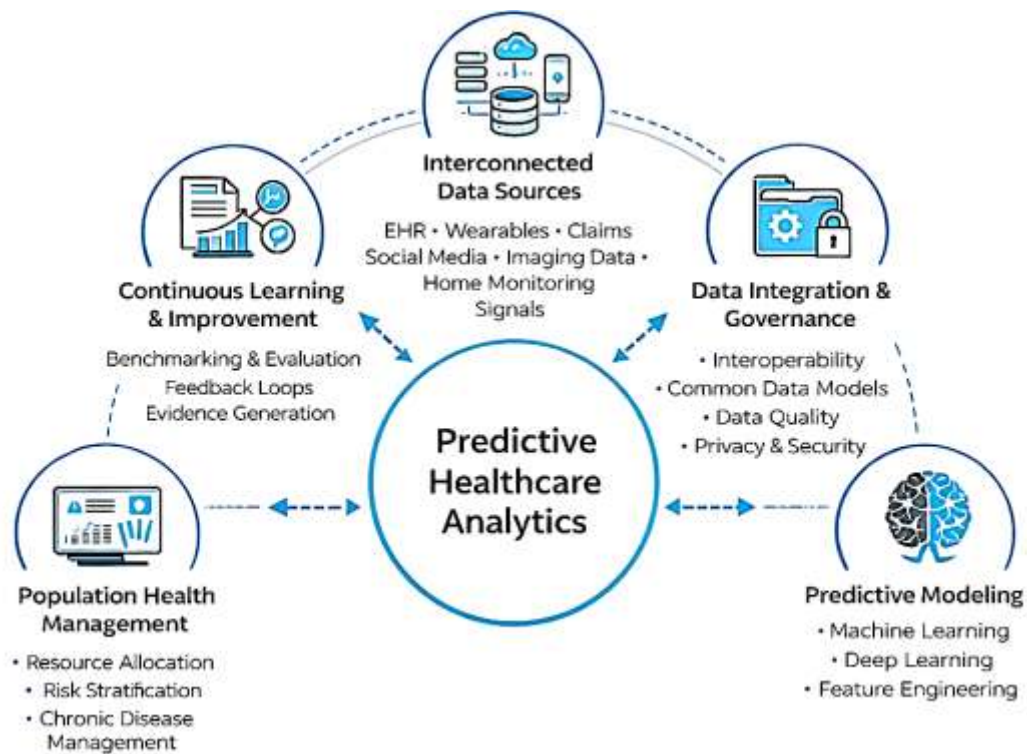 Interconnected
Data Sources
EHR • Wearables • Claims
Social Media • Imaging Data •
Home Monitoring
Signals
Continuous Learning
& Improvement
Benchmarking & Evaluation
Feedback Loops
Evidence Generation
Data Integration &
Governance
• Interoperability
• Common Data Models
• Data Quality
• Privacy & Security
Predictive
Healthcare
Analytics
Population Health
Management
• Resource Allocation
• Risk Stratification
• Chronic Disease
Management
Predictive Modeling
• Machine Learning
• Deep Learning
• Feature Engineering